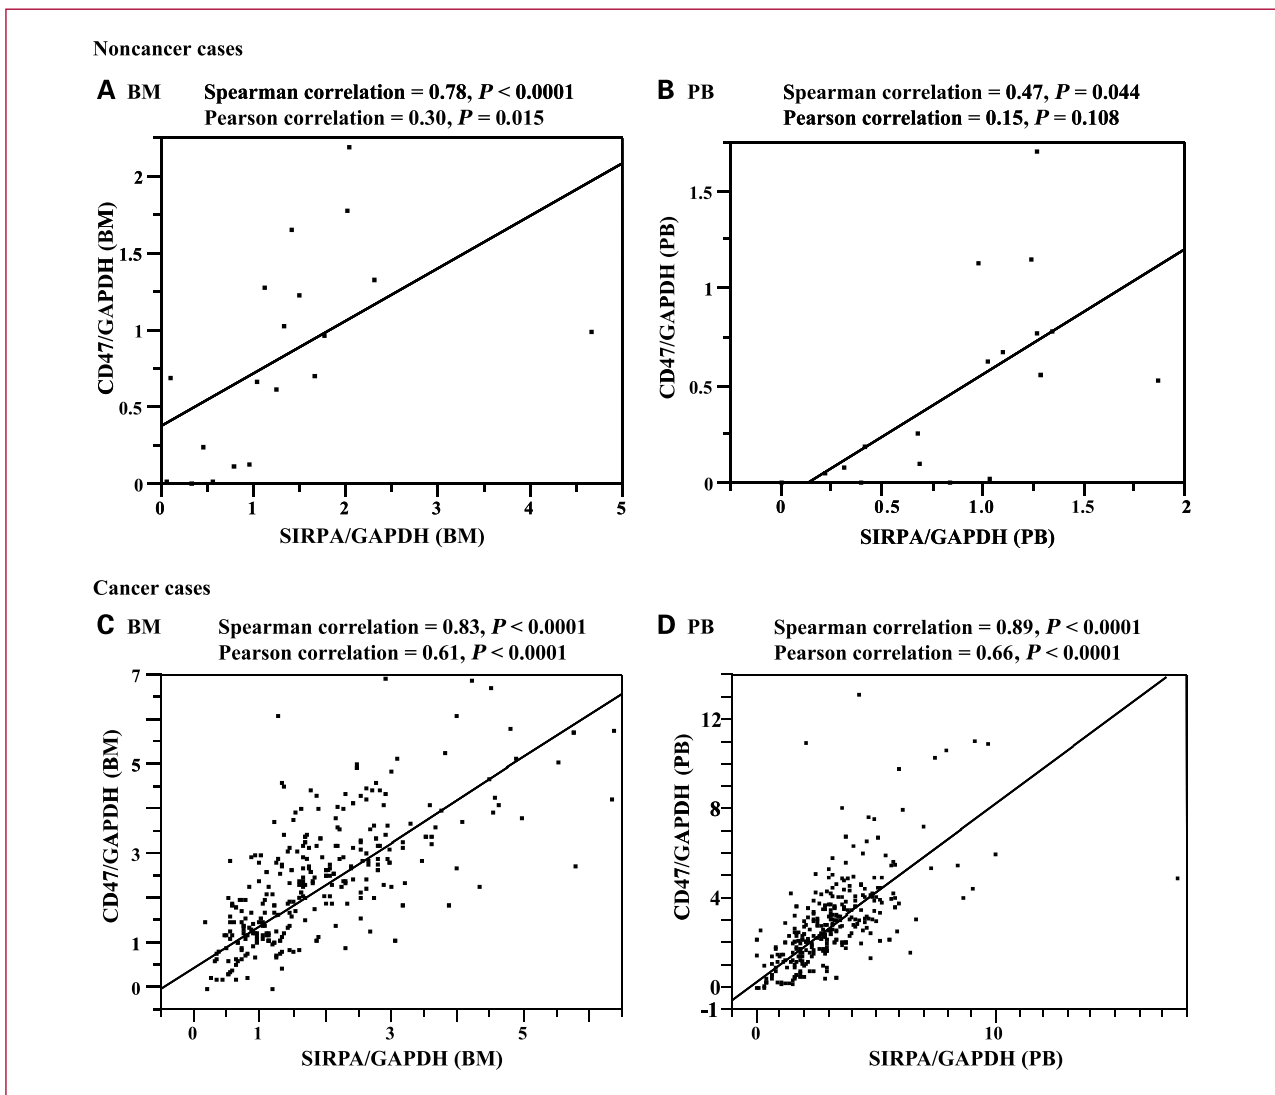 Noncancer cases
A BM Spearman correlation = 0.78, P < 0.0001
Pearson correlation = 0.30, P = 0.015
2
1.5
1
0.5
0
CD47/GAPDH (BM)
0 1 2 3 4 5
SIRPA/GAPDH (BM)
B PB Spearman correlation = 0.47, P = 0.044
Pearson correlation = 0.15, P = 0.108
1.5
1
0.5
0
CD47/GAPDH (PB)
0 0.5 1.0 1.5 2
SIRPA/GAPDH (PB)
Cancer cases
C BM Spearman correlation = 0.83, P < 0.0001
Pearson correlation = 0.61, P < 0.0001
7
5
3
1
0
CD47/GAPDH (BM)
0 1 3 5
SIRPA/GAPDH (BM)
D PB Spearman correlation = 0.89, P < 0.0001
Pearson correlation = 0.66, P < 0.0001
12
8
4
0
-1
CD47/GAPDH (PB)
0 10
SIRPA/GAPDH (PB)